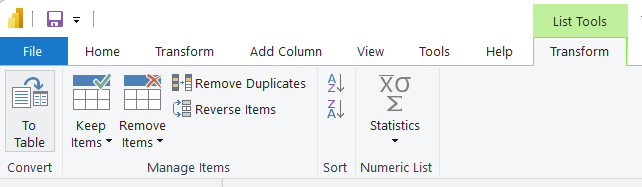 List Tools
File Home Transform Add Column View Tools Help Transform
To Table
Keep Items
Remove Items
Remove Duplicates
Reverse Items
A Z
Z A
X̅σ Σ
Statistics
Convert Manage Items Sort Numeric List